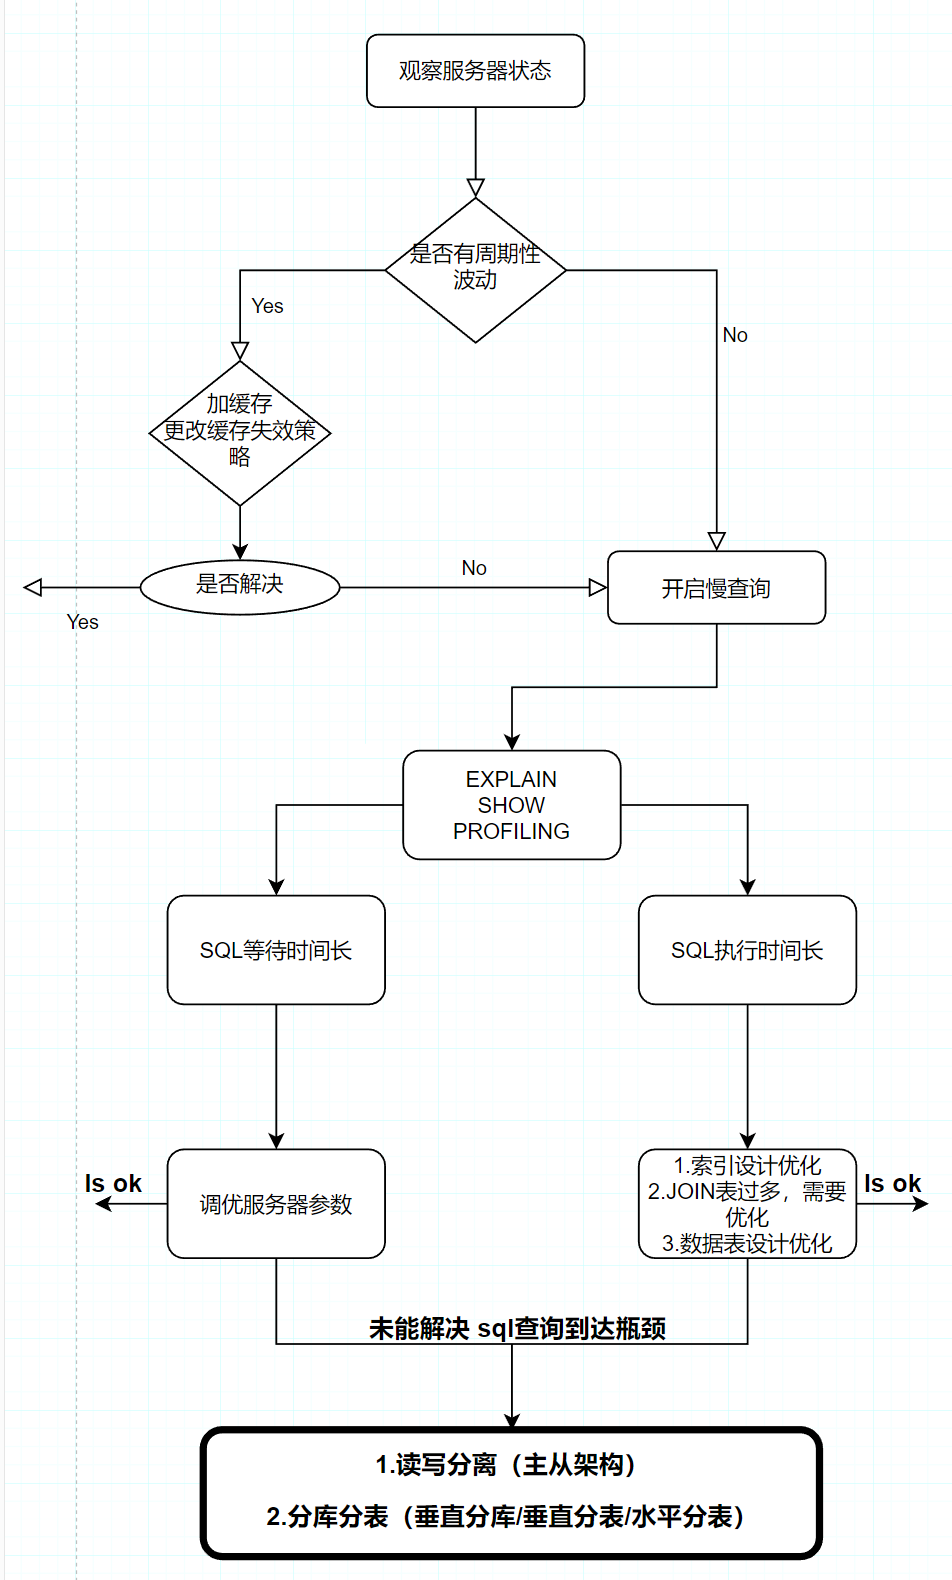 观察服务器状态
是否有周期性
波动
Yes
No
加缓存
更改缓存失效策
略
是否解决
No
Yes
开启慢查询
EXPLAIN
SHOW
PROFILING
SQL等待时间长
SQL执行时间长
Is ok
调优服务器参数
1.索引设计优化
2.JOIN表过多，需要
优化
3.数据表设计优化
Is ok
未能解决 sql查询到达瓶颈
1.读写分离（主从架构）
2.分库分表（垂直分库/垂直分表/水平分表）